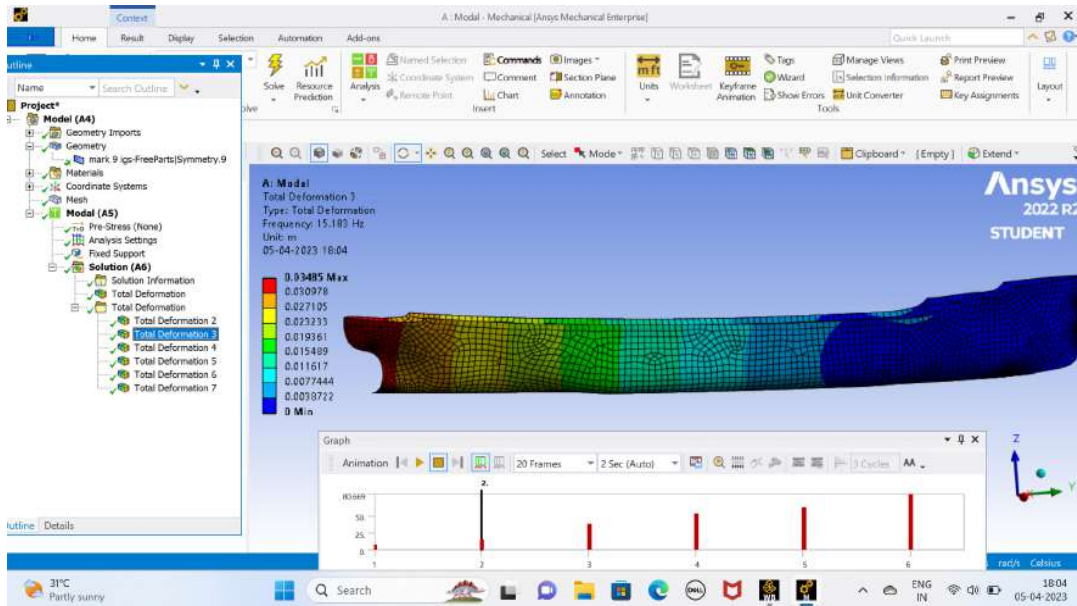 Context
A : Modal - Mechanical [Ansys Mechanical Enterprise]
Home Result Display Selection Automation Add-ons
Quick Launch
Outline
Name Search Outline
Solve
Resource Prediction
Analysis
Named Selection
Coordinate System
Remote Point
Commands
Comment
Chart
Images
Section Plane
Annotation
Insert
Units
Worksheet
Keyframe Animation
Tags
Wizard
Show Errors
Manage Views
Selection Information
Unit Converter
Print Preview
Report Preview
Key Assignments
Tools
Layout
Project*
Model (A4)
Geometry Imports
Geometry
mark 9 igs-FreeParts|Symmetry.9
Materials
Coordinate Systems
Mesh
Modal (A5)
Pre-Stress (None)
Analysis Settings
Fixed Support
Solution (A6)
Solution Information
Total Deformation
Total Deformation
Total Deformation 2
Total Deformation 3
Total Deformation 4
Total Deformation 5
Total Deformation 6
Total Deformation 7
Outline Details
Select Mode Clipboard [Empty] Extend
A: Modal
Total Deformation 3
Type: Total Deformation
Frequency: 15.183 Hz
Unit: m
05-04-2023 18:04
0.03485 Max
0.030978
0.027105
0.023233
0.019361
0.015489
0.011617
0.0077444
0.0038722
0 Min
Ansys
2022 R2
STUDENT
Z
Y
Graph
Animation 20 Frames 2 Sec (Auto) 3 Cycles
2.
80.669
50.
25.
0.
1 2 3 4 5 6
rad/s Celsius
31°C
Partly sunny
Search
DELL
ENG
IN
18:04
05-04-2023